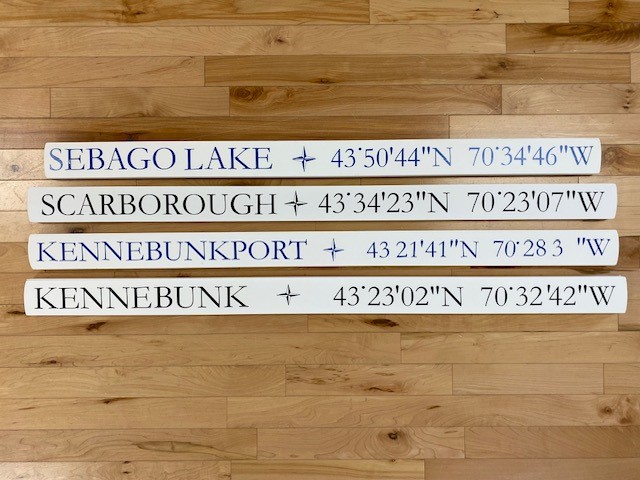 SEBAGO LAKE 43°50'44"N 70°34'46"W
SCARBOROUGH 43°34'23"N 70°23'07"W
KENNEBUNKPORT 43 21'41"N 70°28 3 "W
KENNEBUNK 43°23'02"N 70°32'42"W